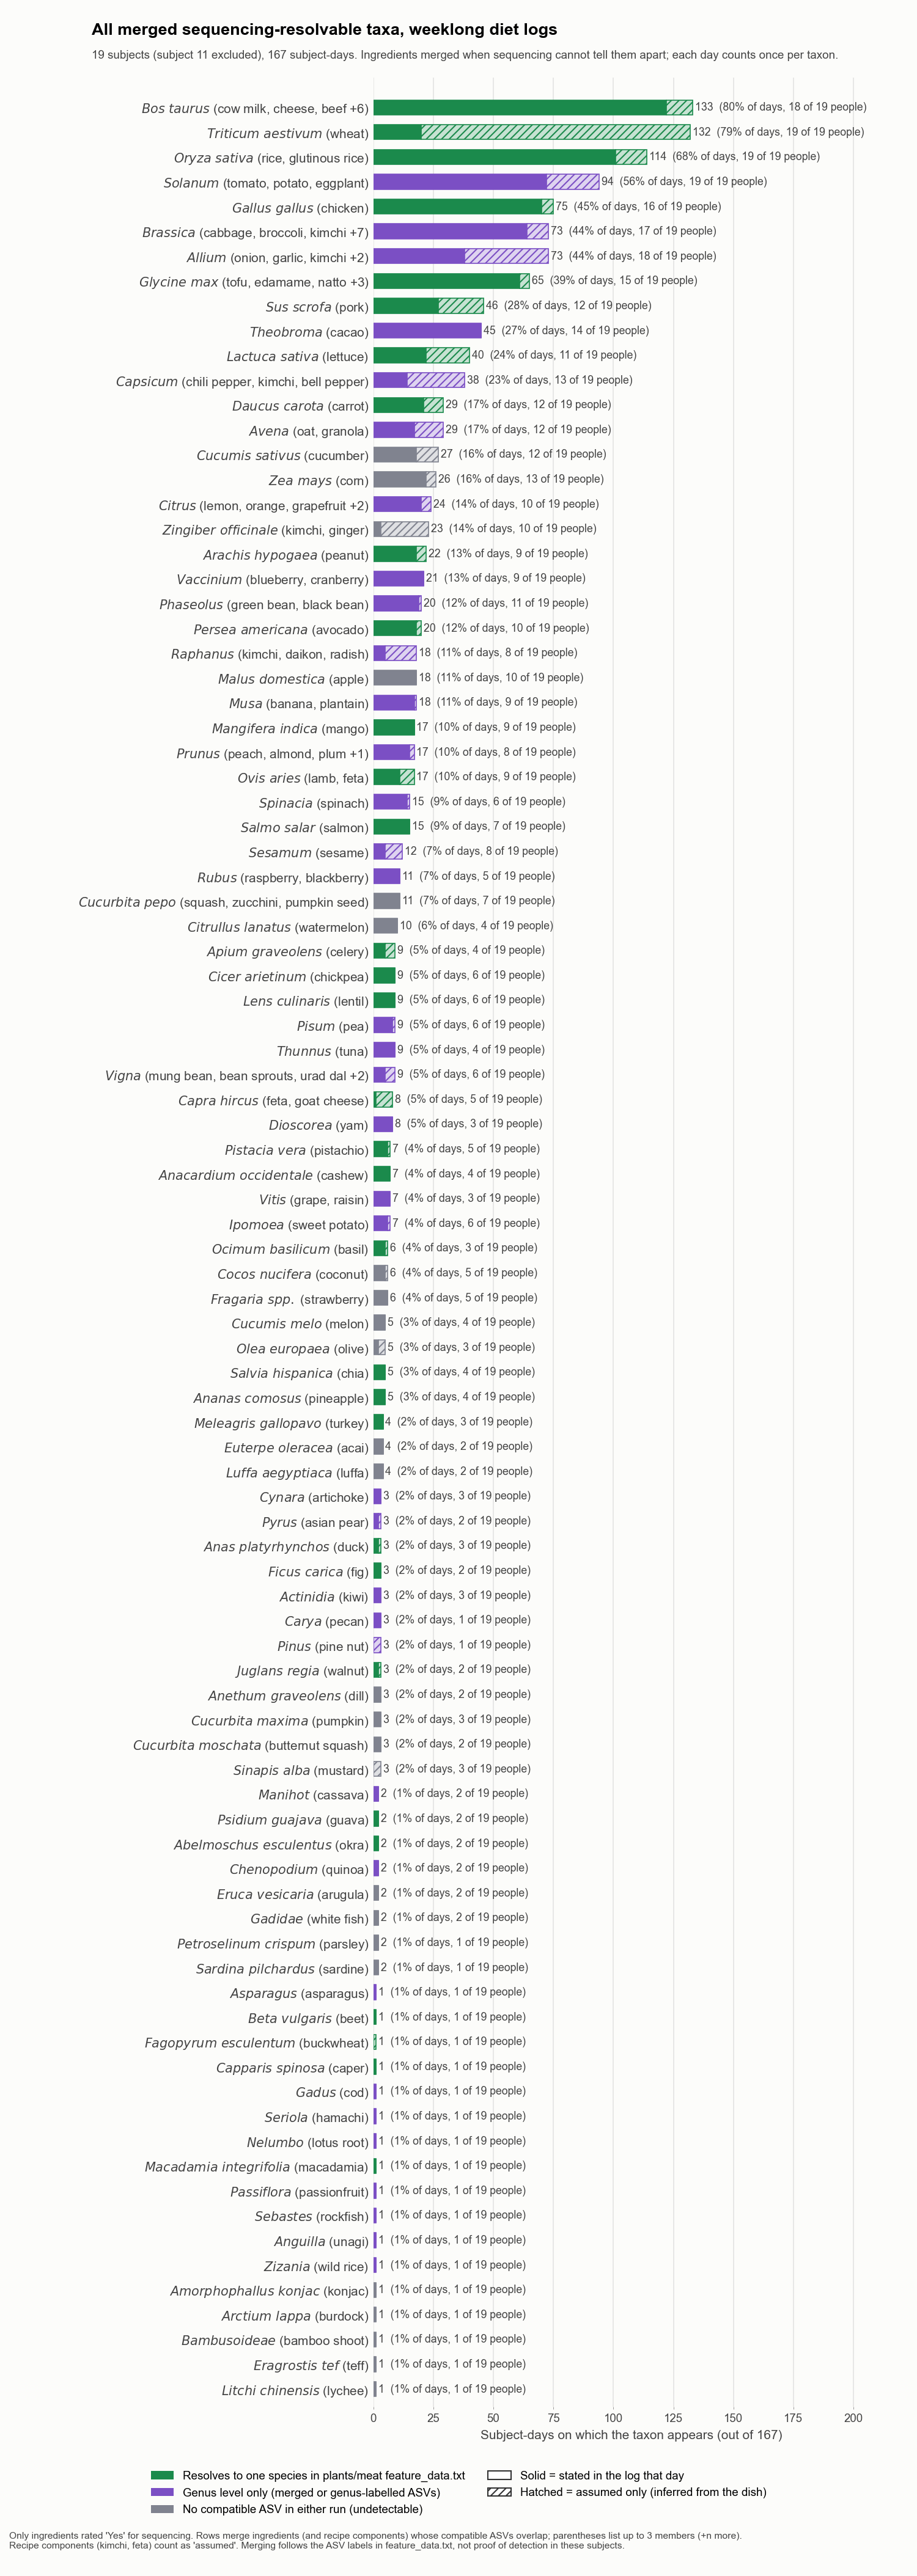 All merged sequencing-resolvable taxa, weeklong diet logs
19 subjects (subject 11 excluded), 167 subject-days. Ingredients merged when sequencing cannot tell them apart; each day counts once per taxon.
Bos taurus (cow milk, cheese, beef +6) 133 (80% of days, 18 of 19 people)
Triticum aestivum (wheat) 132 (79% of days, 19 of 19 people)
Oryza sativa (rice, glutinous rice) 114 (68% of days, 19 of 19 people)
Solanum (tomato, potato, eggplant) 94 (56% of days, 19 of 19 people)
Gallus gallus (chicken) 75 (45% of days, 16 of 19 people)
Brassica (cabbage, broccoli, kimchi +7) 73 (44% of days, 17 of 19 people)
Allium (onion, garlic, kimchi +2) 73 (44% of days, 18 of 19 people)
Glycine max (tofu, edamame, natto +3) 65 (39% of days, 15 of 19 people)
Sus scrofa (pork) 46 (28% of days, 12 of 19 people)
Theobroma (cacao) 45 (27% of days, 14 of 19 people)
Lactuca sativa (lettuce) 40 (24% of days, 11 of 19 people)
Capsicum (chili pepper, kimchi, bell pepper) 38 (23% of days, 13 of 19 people)
Daucus carota (carrot) 29 (17% of days, 12 of 19 people)
Avena (oat, granola) 29 (17% of days, 12 of 19 people)
Cucumis sativus (cucumber) 27 (16% of days, 12 of 19 people)
Zea mays (corn) 26 (16% of days, 13 of 19 people)
Citrus (lemon, orange, grapefruit +2) 24 (14% of days, 10 of 19 people)
Zingiber officinale (kimchi, ginger) 23 (14% of days, 10 of 19 people)
Arachis hypogaea (peanut) 22 (13% of days, 9 of 19 people)
Vaccinium (blueberry, cranberry) 21 (13% of days, 9 of 19 people)
Phaseolus (green bean, black bean) 20 (12% of days, 11 of 19 people)
Persea americana (avocado) 20 (12% of days, 10 of 19 people)
Raphanus (kimchi, daikon, radish) 18 (11% of days, 8 of 19 people)
Malus domestica (apple) 18 (11% of days, 10 of 19 people)
Musa (banana, plantain) 18 (11% of days, 9 of 19 people)
Mangifera indica (mango) 17 (10% of days, 9 of 19 people)
Prunus (peach, almond, plum +1) 17 (10% of days, 8 of 19 people)
Ovis aries (lamb, feta) 17 (10% of days, 9 of 19 people)
Spinacia (spinach) 15 (9% of days, 6 of 19 people)
Salmo salar (salmon) 15 (9% of days, 7 of 19 people)
Sesamum (sesame) 12 (7% of days, 8 of 19 people)
Rubus (raspberry, blackberry) 11 (7% of days, 5 of 19 people)
Cucurbita pepo (squash, zucchini, pumpkin seed) 11 (7% of days, 7 of 19 people)
Citrullus lanatus (watermelon) 10 (6% of days, 4 of 19 people)
Apium graveolens (celery) 9 (5% of days, 4 of 19 people)
Cicer arietinum (chickpea) 9 (5% of days, 6 of 19 people)
Lens culinaris (lentil) 9 (5% of days, 6 of 19 people)
Pisum (pea) 9 (5% of days, 6 of 19 people)
Thunnus (tuna) 9 (5% of days, 4 of 19 people)
Vigna (mung bean, bean sprouts, urad dal +2) 9 (5% of days, 6 of 19 people)
Capra hircus (feta, goat cheese) 8 (5% of days, 5 of 19 people)
Dioscorea (yam) 8 (5% of days, 3 of 19 people)
Pistacia vera (pistachio) 7 (4% of days, 5 of 19 people)
Anacardium occidentale (cashew) 7 (4% of days, 4 of 19 people)
Vitis (grape, raisin) 7 (4% of days, 3 of 19 people)
Ipomoea (sweet potato) 7 (4% of days, 6 of 19 people)
Ocimum basilicum (basil) 6 (4% of days, 3 of 19 people)
Cocos nucifera (coconut) 6 (4% of days, 5 of 19 people)
Fragaria spp. (strawberry) 6 (4% of days, 5 of 19 people)
Cucumis melo (melon) 5 (3% of days, 4 of 19 people)
Olea europaea (olive) 5 (3% of days, 3 of 19 people)
Salvia hispanica (chia) 5 (3% of days, 4 of 19 people)
Ananas comosus (pineapple) 5 (3% of days, 4 of 19 people)
Meleagris gallopavo (turkey) 4 (2% of days, 3 of 19 people)
Euterpe oleracea (acai) 4 (2% of days, 2 of 19 people)
Luffa aegyptiaca (luffa) 4 (2% of days, 2 of 19 people)
Cynara (artichoke) 3 (2% of days, 3 of 19 people)
Pyrus (asian pear) 3 (2% of days, 2 of 19 people)
Anas platyrhynchos (duck) 3 (2% of days, 3 of 19 people)
Ficus carica (fig) 3 (2% of days, 2 of 19 people)
Actinidia (kiwi) 3 (2% of days, 3 of 19 people)
Carya (pecan) 3 (2% of days, 1 of 19 people)
Pinus (pine nut) 3 (2% of days, 1 of 19 people)
Juglans regia (walnut) 3 (2% of days, 2 of 19 people)
Anethum graveolens (dill) 3 (2% of days, 2 of 19 people)
Cucurbita maxima (pumpkin) 3 (2% of days, 3 of 19 people)
Cucurbita moschata (butternut squash) 3 (2% of days, 2 of 19 people)
Sinapis alba (mustard) 3 (2% of days, 3 of 19 people)
Manihot (cassava) 2 (1% of days, 2 of 19 people)
Psidium guajava (guava) 2 (1% of days, 2 of 19 people)
Abelmoschus esculentus (okra) 2 (1% of days, 2 of 19 people)
Chenopodium (quinoa) 2 (1% of days, 2 of 19 people)
Eruca vesicaria (arugula) 2 (1% of days, 2 of 19 people)
Gadidae (white fish) 2 (1% of days, 2 of 19 people)
Petroselinum crispum (parsley) 2 (1% of days, 1 of 19 people)
Sardina pilchardus (sardine) 2 (1% of days, 1 of 19 people)
Asparagus (asparagus) 1 (1% of days, 1 of 19 people)
Beta vulgaris (beet) 1 (1% of days, 1 of 19 people)
Fagopyrum esculentum (buckwheat) 1 (1% of days, 1 of 19 people)
Capparis spinosa (caper) 1 (1% of days, 1 of 19 people)
Gadus (cod) 1 (1% of days, 1 of 19 people)
Seriola (hamachi) 1 (1% of days, 1 of 19 people)
Nelumbo (lotus root) 1 (1% of days, 1 of 19 people)
Macadamia integrifolia (macadamia) 1 (1% of days, 1 of 19 people)
Passiflora (passionfruit) 1 (1% of days, 1 of 19 people)
Sebastes (rockfish) 1 (1% of days, 1 of 19 people)
Anguilla (unagi) 1 (1% of days, 1 of 19 people)
Zizania (wild rice) 1 (1% of days, 1 of 19 people)
Amorphophallus konjac (konjac) 1 (1% of days, 1 of 19 people)
Arctium lappa (burdock) 1 (1% of days, 1 of 19 people)
Bambusoideae (bamboo shoot) 1 (1% of days, 1 of 19 people)
Eragrostis tef (teff) 1 (1% of days, 1 of 19 people)
Litchi chinensis (lychee) 1 (1% of days, 1 of 19 people)
0 25 50 75 100 125 150 175 200
Subject-days on which the taxon appears (out of 167)
Resolves to one species in plants/meat feature_data.txt
Genus level only (merged or genus-labelled ASVs)
No compatible ASV in either run (undetectable)
Solid = stated in the log that day
Hatched = assumed only (inferred from the dish)
Only ingredients rated 'Yes' for sequencing. Rows merge ingredients (and recipe components) whose compatible ASVs overlap; parentheses list up to 3 members (+n more).
Recipe components (kimchi, feta) count as 'assumed'. Merging follows the ASV labels in feature_data.txt, not proof of detection in these subjects.